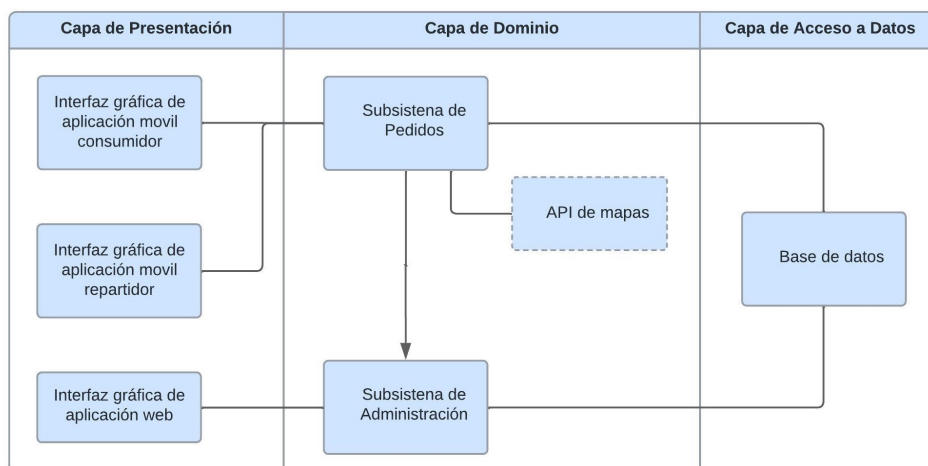 Capa de Presentación
Capa de Dominio
Capa de Acceso a Datos
Interfaz gráfica de
aplicación movil
consumidor
Subsistena de
Pedidos
API de mapas
Interfaz gráfica de
aplicación movil
repartidor
Base de datos
Interfaz gráfica de
aplicación web
Subsistena de
Administración